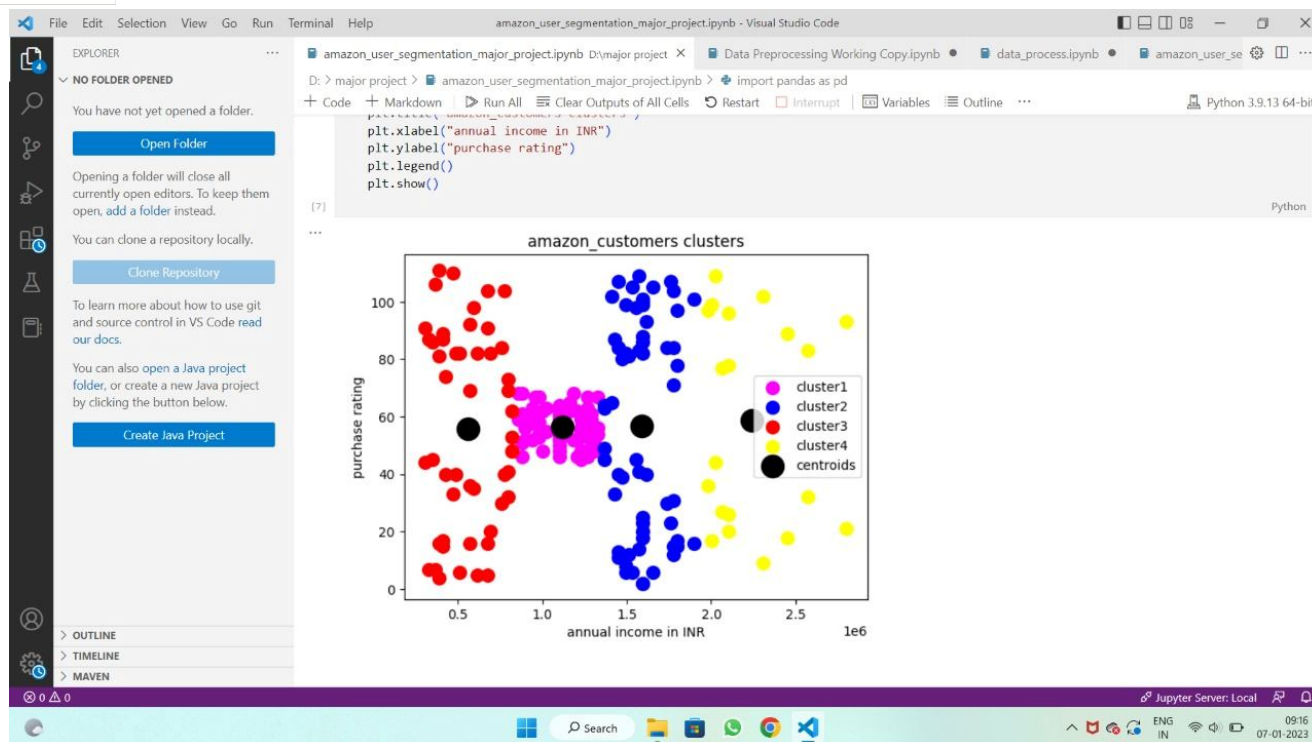 File Edit Selection View Go Run Terminal Help
amazon_user_segmentation_major_project.ipynb - Visual Studio Code
EXPLORER
NO FOLDER OPENED
You have not yet opened a folder.
Open Folder
Opening a folder will close all
currently open editors. To keep them
open, add a folder instead.
You can clone a repository locally.
Clone Repository
To learn more about how to use git
and source control in VS Code read
our docs.
You can also open a Java project
folder, or create a new Java project
by clicking the button below.
Create Java Project
OUTLINE
TIMELINE
MAVEN
amazon_user_segmentation_major_project.ipynb D:\major project
Data Preprocessing Working Copy.ipynb
data_process.ipynb
amazon_user_se
D: > major project > amazon_user_segmentation_major_project.ipynb > import pandas as pd
+ Code + Markdown Run All Clear Outputs of All Cells Restart Interrupt Variables Outline ...
Python 3.9.13 64-bit
plt.title("amazon_customers clusters")
plt.xlabel("annual income in INR")
plt.ylabel("purchase rating")
plt.legend()
plt.show()
[7]
Python
amazon_customers clusters
purchase rating
100
80
60
40
20
0
cluster1
cluster2
cluster3
cluster4
centroids
0.5 1.0 1.5 2.0 2.5
1e6
annual income in INR
0 0
Jupyter Server: Local
4
Search
ENG
IN
09:16
07-01-2023